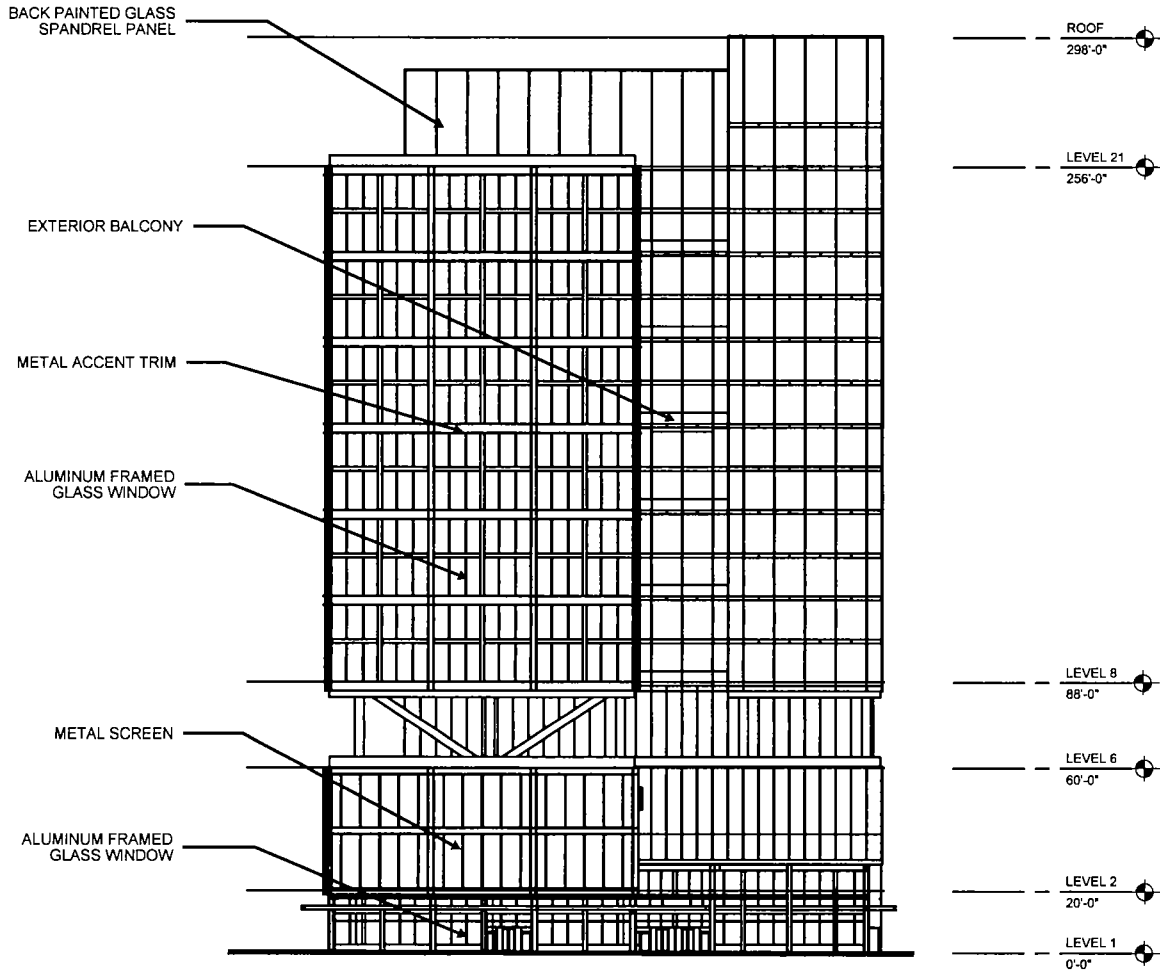 BACK PAINTED GLASS
SPANDREL PANEL
EXTERIOR BALCONY
METAL ACCENT TRIM
ALUMINUM FRAMED
GLASS WINDOW
METAL SCREEN
ALUMINUM FRAMED
GLASS WINDOW
ROOF
298'-0"
LEVEL 21
256'-0"
LEVEL 8
88'-0"
LEVEL 6
60'-0"
LEVEL 2
20'-0"
LEVEL 1
0'-0"